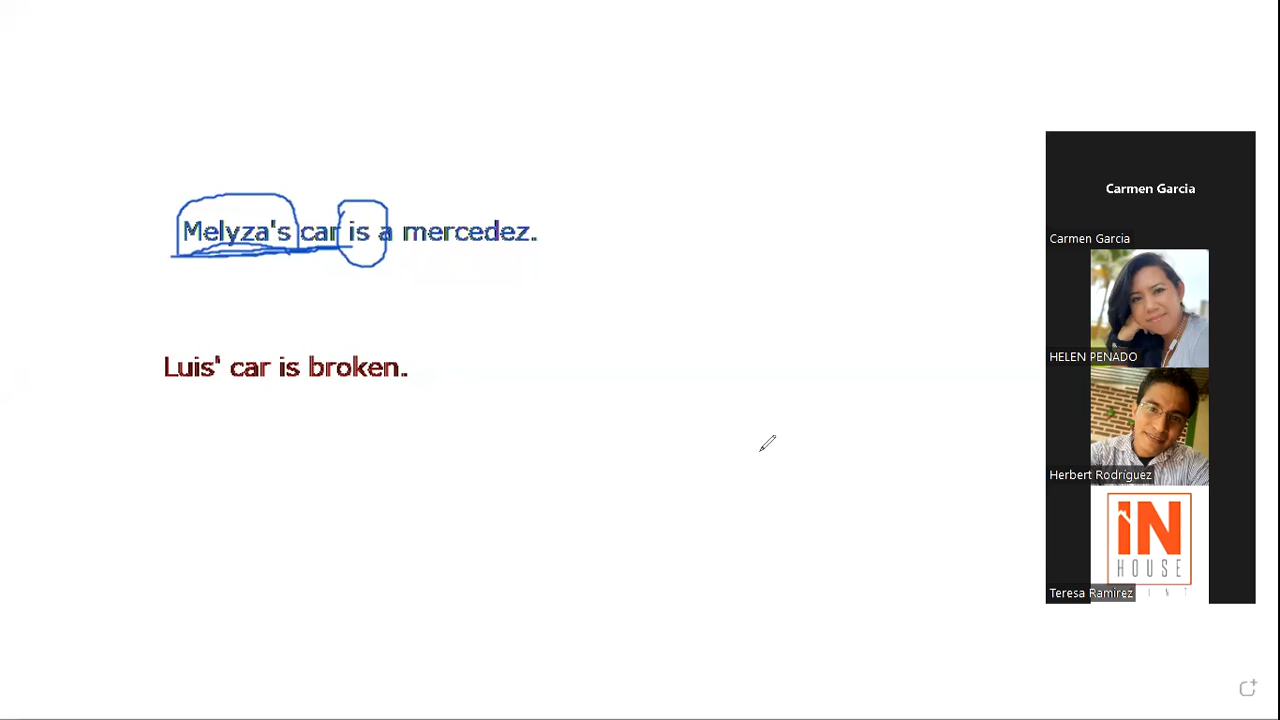 Melyza's car is a mercedez.
Luis' car is broken.
Carmen Garcia
Carmen Garcia
HELEN PENADO
Herbert Rodríguez
iN
HOUSE
Teresa Ramirez